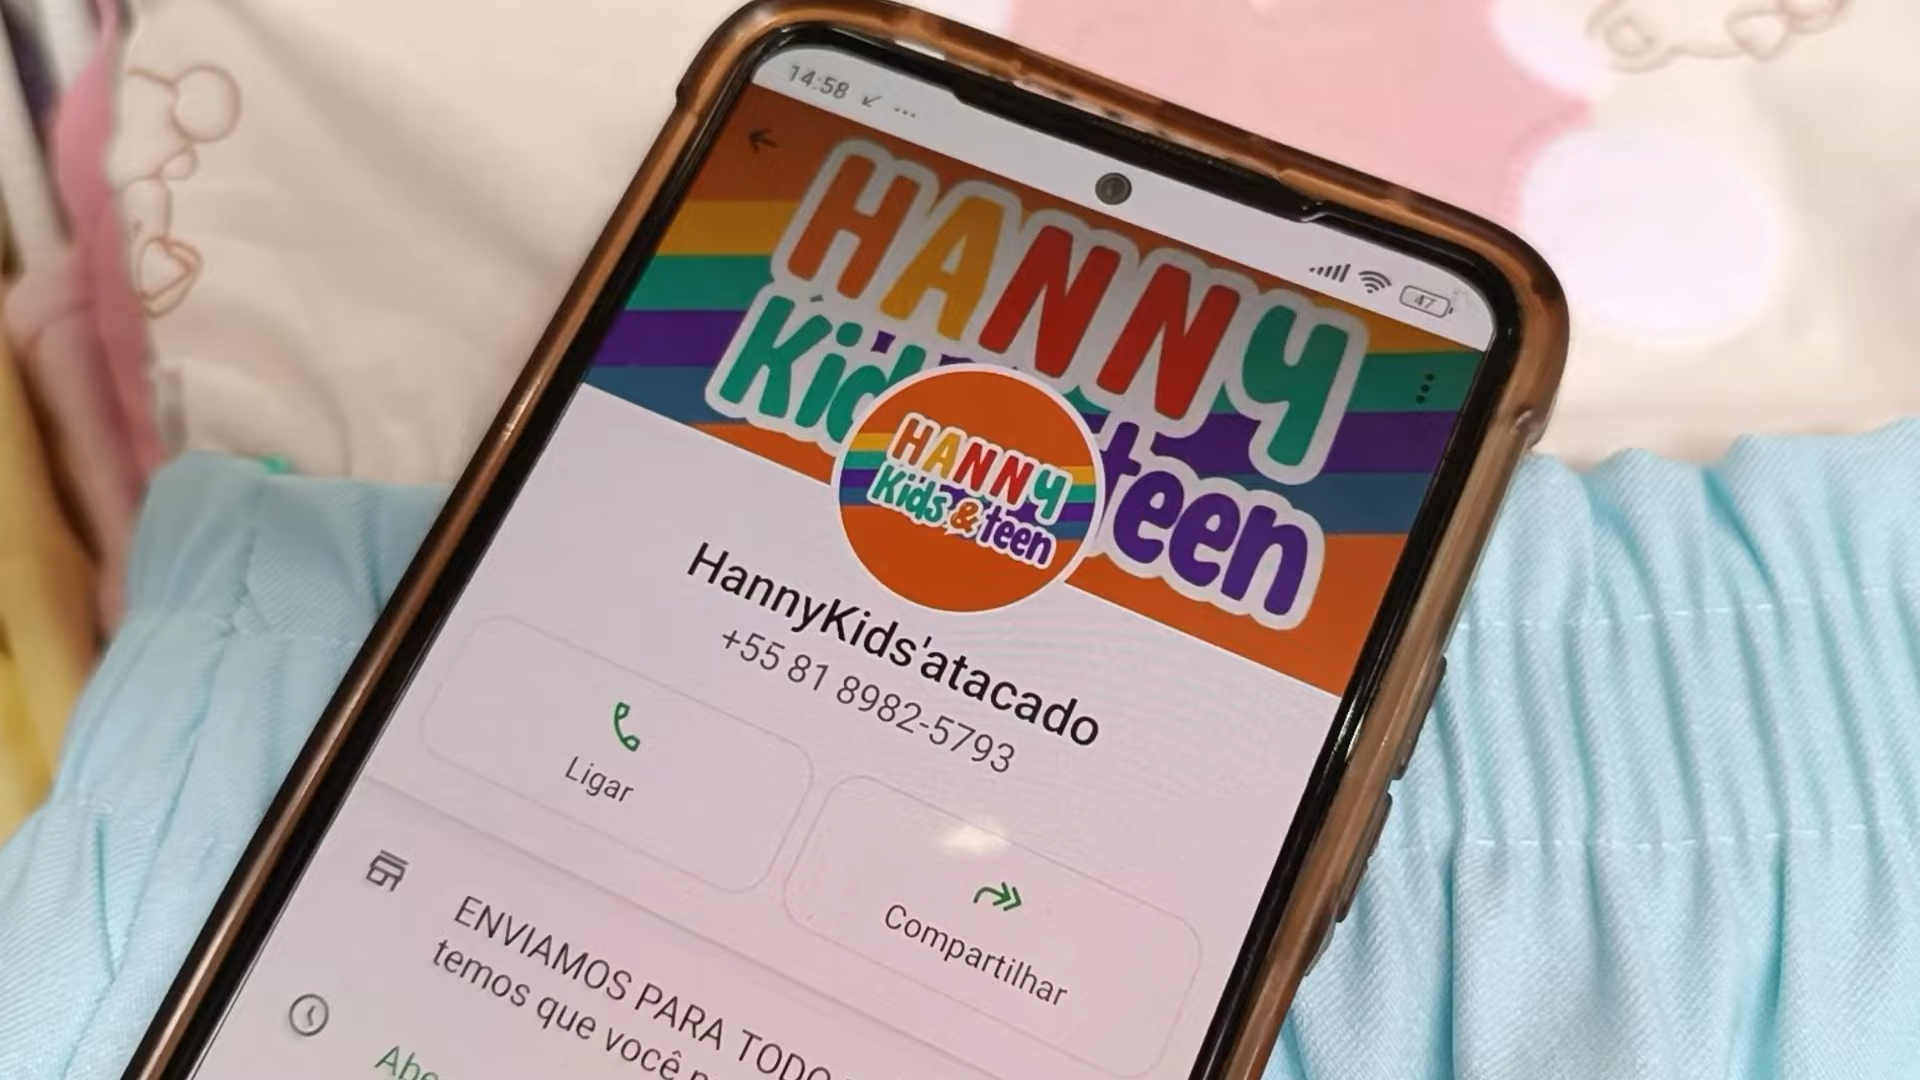 14:58
47
HANNY
Kids
teen
HANNY
Kids & teen
HannyKids'atacado
+55 81 8982-5793
Ligar
Compartilhar
ENVIAMOS PARA TODO
temos que você